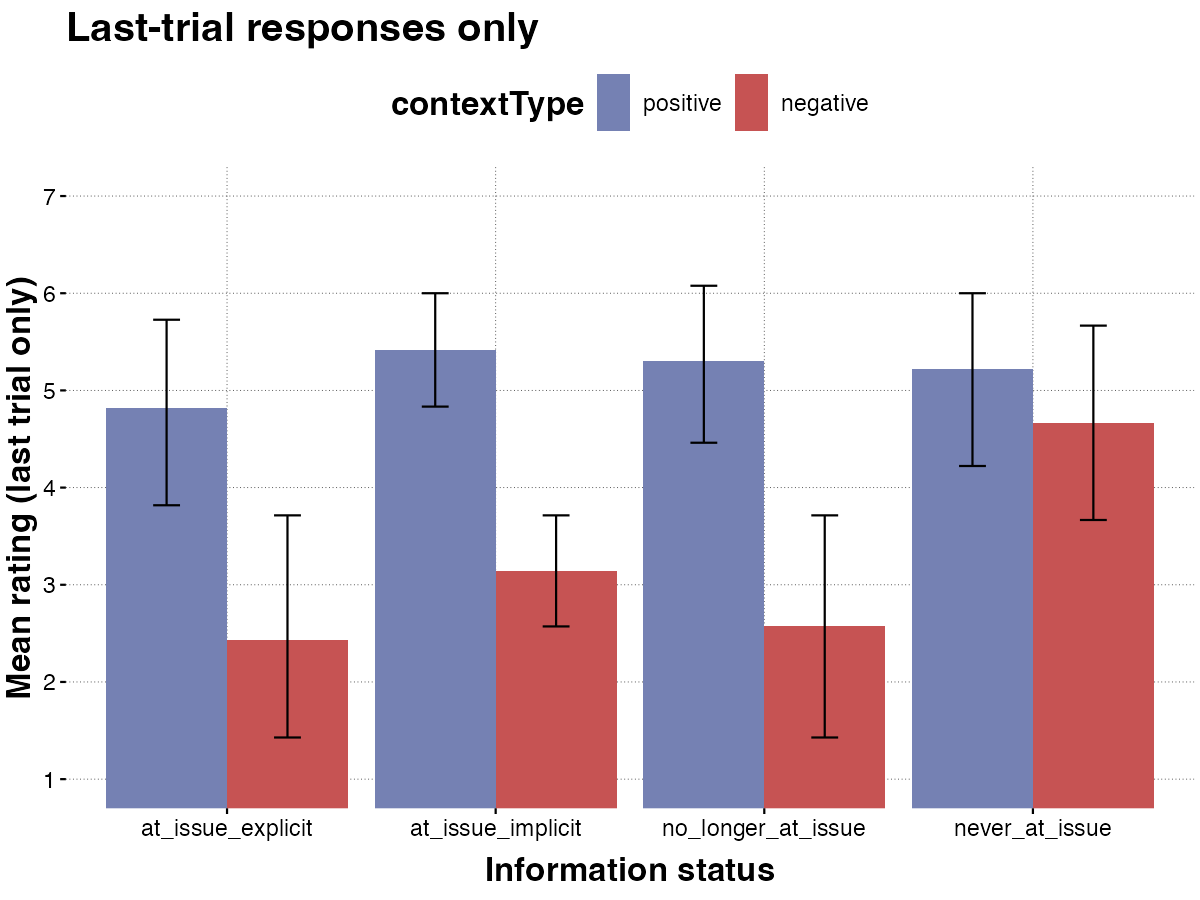 Last-trial responses only
contextType positive negative
Mean rating (last trial only)
7
6
5
4
3
2
1
at_issue_explicit at_issue_implicit no_longer_at_issue never_at_issue
Information status